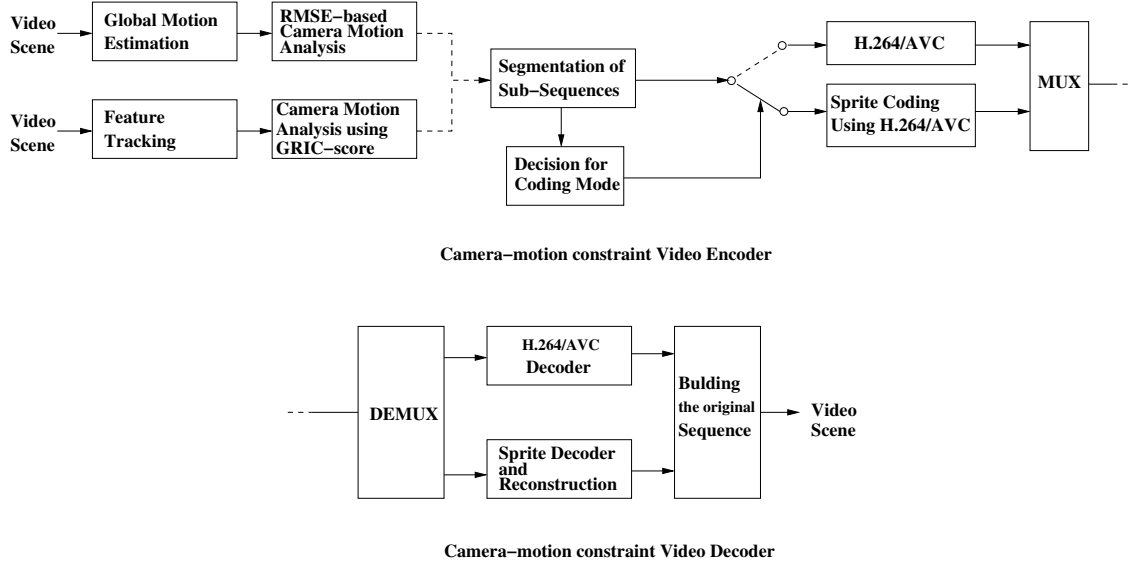 Video
Scene
Global Motion
Estimation
RMSE−based
Camera Motion
Analysis
Video
Scene
Feature
Tracking
Camera Motion
Analysis using
GRIC−score
Segmentation of
Sub−Sequences
Decision for
Coding Mode
H.264/AVC
Sprite Coding
Using H.264/AVC
MUX
Camera−motion constraint Video Encoder
DEMUX
H.264/AVC
Decoder
Sprite Decoder
and
Reconstruction
Bulding
the original
Sequence
Video
Scene
Camera−motion constraint Video Decoder